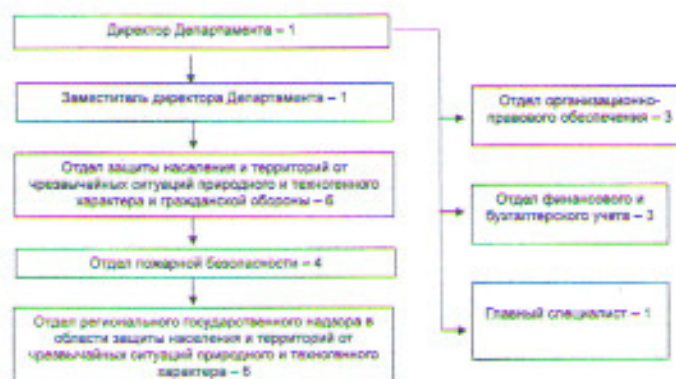 Директор Департамента – 1
Заместитель директора Департамента – 1
Отдел защиты населения и территорий от
чрезвычайных ситуаций природного и техногенного
характера и гражданской обороны – 6
Отдел пожарной безопасности – 4
Отдел регионального государственного надзора в
области защиты населения и территорий от
чрезвычайных ситуаций природного и техногенного
характера –
Отдел организационно-
правового обеспечения – 3
Отдел финансового и
бухгалтерского учета – 3
Главный специалист – 1